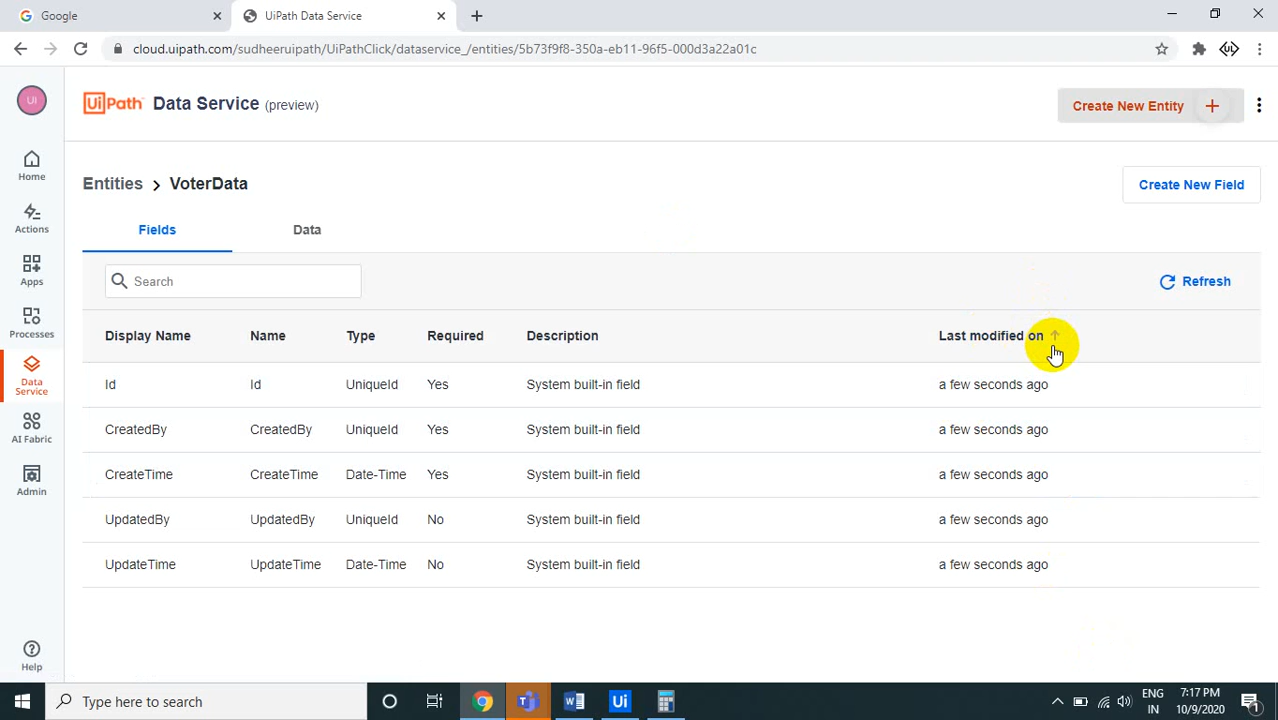 Google
UiPath Data Service
cloud.uipath.com/sudheeruipath/UiPathClick/dataservice_/entities/5b73f9f8-350a-eb11-96f5-000d3a22a01c
UI
UiPath Data Service (preview)
Create New Entity +
Home
Actions
Apps
Processes
Data
Service
AI Fabric
Admin
Help
Entities > VoterData
Create New Field
Fields Data
Search
Refresh
Display Name Name Type Required Description Last modified on
Id Id UniqueId Yes System built-in field a few seconds ago
CreatedBy CreatedBy UniqueId Yes System built-in field a few seconds ago
CreateTime CreateTime Date-Time Yes System built-in field a few seconds ago
UpdatedBy UpdatedBy UniqueId No System built-in field a few seconds ago
UpdateTime UpdateTime Date-Time No System built-in field a few seconds ago
Type here to search
Ui
ENG
IN
7:17 PM
10/9/2020
1